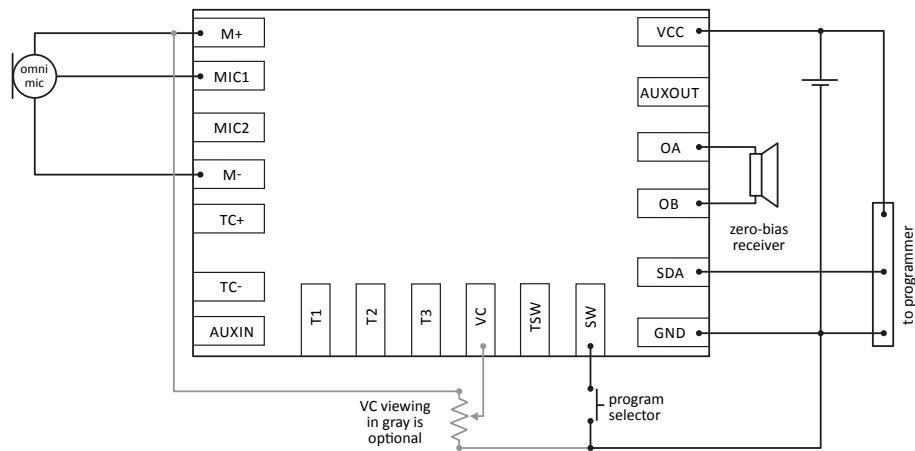 omni
mic
M+
MIC1
MIC2
M-
TC+
TC-
AUXIN
T1
T2
T3
VC
TSW
SW
VCC
AUXOUT
OA
OB
SDA
GND
zero-bias
receiver
to programmer
VC viewing
in gray is
optional
program
selector